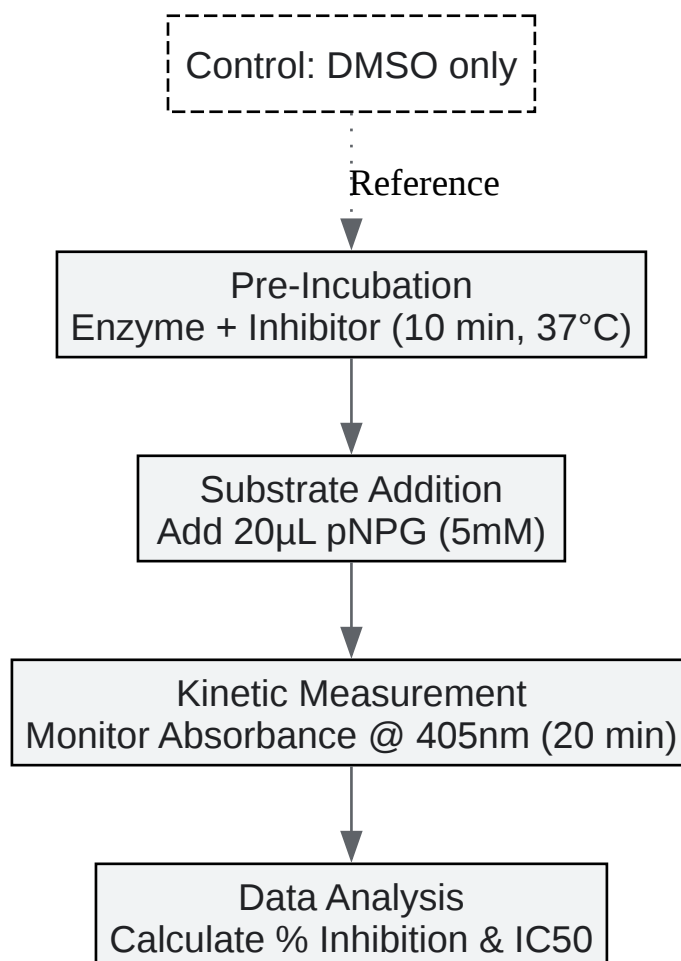 Control: DMSO only
Reference
Pre-Incubation
Enzyme + Inhibitor (10 min, 37°C)
Substrate Addition
Add 20µL pNPG (5mM)
Kinetic Measurement
Monitor Absorbance @ 405nm (20 min)
Data Analysis
Calculate % Inhibition & IC50